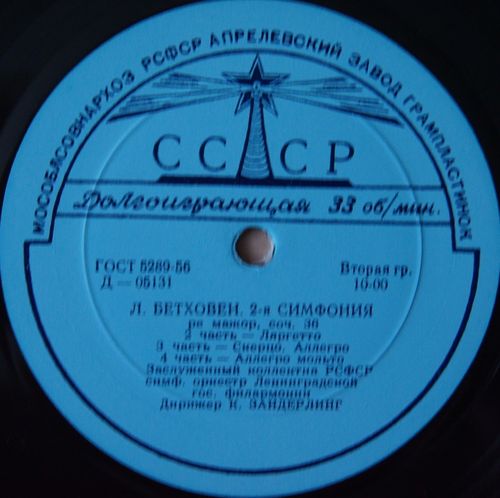 МОСОБЛСОВНАРХОЗ РСФСР АПРЕЛЕВСКИЙ ЗАВОД ГРАМПЛАСТИНОК
СССР
Долгоиграющая 33 об/мин.
ГОСТ 5289-56
Д — 05131
Вторая гр.
10-00
Л. БЕТХОВЕН. 2-я СИМФОНИЯ
ре мажор, соч. 36
2 часть — Ларгетто
3 часть — Скерцо. Аллегро
4 часть — Аллегро мольто
Заслуженный коллектив РСФСР
симф. оркестр Ленинградской
гос. филармонии
Дирижер К. ЗАНДЕРЛИНГ